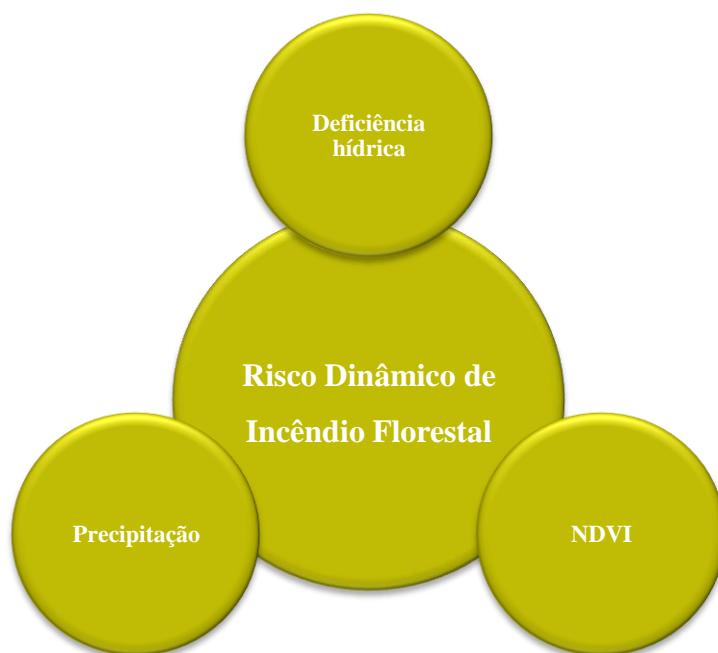 Deficiência
hídrica
Risco Dinâmico de
Incêndio Florestal
Precipitação
NDVI